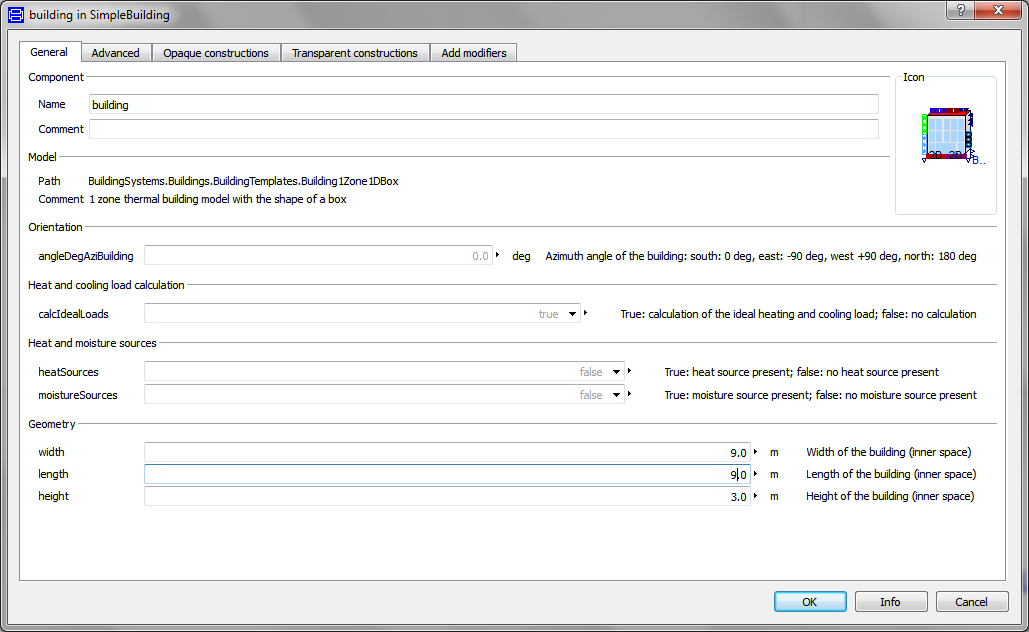 building in SimpleBuilding
?
General Advanced Opaque constructions Transparent constructions Add modifiers
Component
Icon
Name building
Comment
2D 2D
B...
Model
Path BuildingSystems.Buildings.BuildingTemplates.Building1Zone1DBox
Comment 1 zone thermal building model with the shape of a box
Orientation
angleDegAziBuilding 0.0 deg Azimuth angle of the building: south: 0 deg, east: -90 deg, west +90 deg, north: 180 deg
Heat and cooling load calculation
calcIdealLoads true True: calculation of the ideal heating and cooling load; false: no calculation
Heat and moisture sources
heatSources false True: heat source present; false: no heat source present
moistureSources false True: moisture source present; false: no moisture source present
Geometry
width 9.0 m Width of the building (inner space)
length 9.0 m Length of the building (inner space)
height 3.0 m Height of the building (inner space)
OK Info Cancel